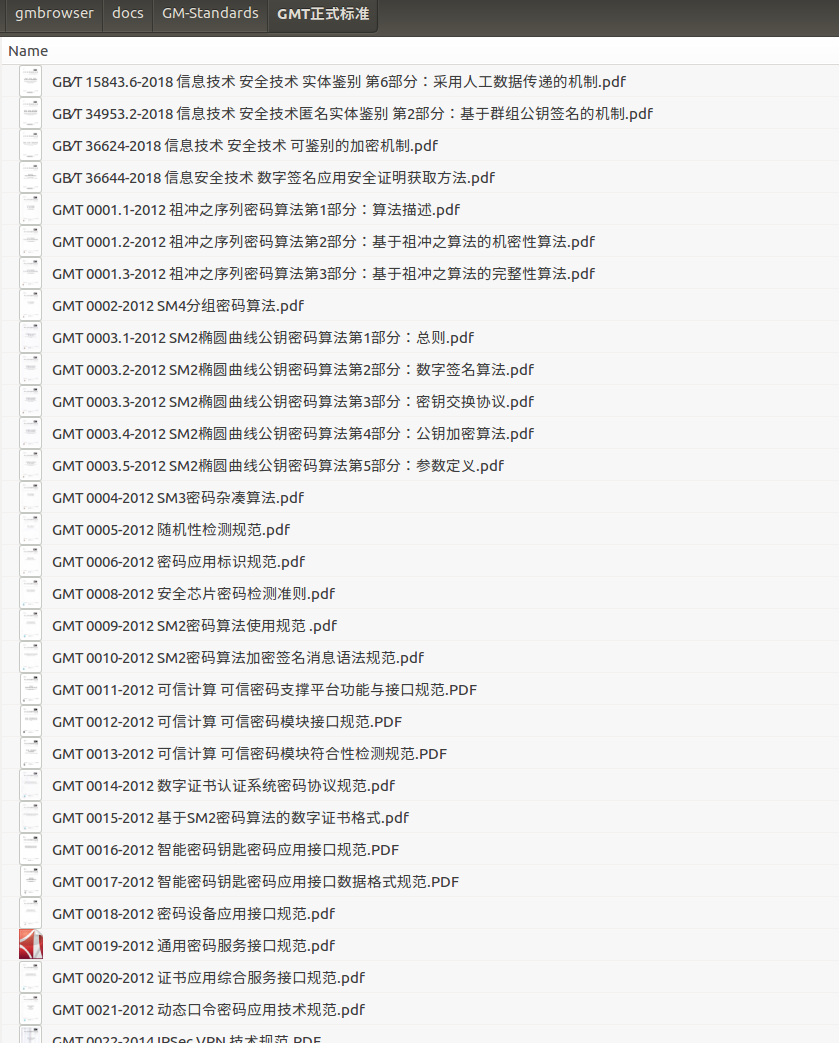 gmbrowser docs GM-Standards GMT正式标准
Name
GB∕T 15843.6-2018 信息技术 安全技术 实体鉴别 第6部分：采用人工数据传递的机制.pdf
GB∕T 34953.2-2018 信息技术 安全技术匿名实体鉴别 第2部分：基于群组公钥签名的机制.pdf
GB∕T 36624-2018 信息技术 安全技术 可鉴别的加密机制.pdf
GB∕T 36644-2018 信息安全技术 数字签名应用安全证明获取方法.pdf
GMT 0001.1-2012 祖冲之序列密码算法第1部分：算法描述.pdf
GMT 0001.2-2012 祖冲之序列密码算法第2部分：基于祖冲之算法的机密性算法.pdf
GMT 0001.3-2012 祖冲之序列密码算法第3部分：基于祖冲之算法的完整性算法.pdf
GMT 0002-2012 SM4分组密码算法.pdf
GMT 0003.1-2012 SM2椭圆曲线公钥密码算法第1部分：总则.pdf
GMT 0003.2-2012 SM2椭圆曲线公钥密码算法第2部分：数字签名算法.pdf
GMT 0003.3-2012 SM2椭圆曲线公钥密码算法第3部分：密钥交换协议.pdf
GMT 0003.4-2012 SM2椭圆曲线公钥密码算法第4部分：公钥加密算法.pdf
GMT 0003.5-2012 SM2椭圆曲线公钥密码算法第5部分：参数定义.pdf
GMT 0004-2012 SM3密码杂凑算法.pdf
GMT 0005-2012 随机性检测规范.pdf
GMT 0006-2012 密码应用标识规范.pdf
GMT 0008-2012 安全芯片密码检测准则.pdf
GMT 0009-2012 SM2密码算法使用规范 .pdf
GMT 0010-2012 SM2密码算法加密签名消息语法规范.pdf
GMT 0011-2012 可信计算 可信密码支撑平台功能与接口规范.PDF
GMT 0012-2012 可信计算 可信密码模块接口规范.PDF
GMT 0013-2012 可信计算 可信密码模块符合性检测规范.PDF
GMT 0014-2012 数字证书认证系统密码协议规范.pdf
GMT 0015-2012 基于SM2密码算法的数字证书格式.pdf
GMT 0016-2012 智能密码钥匙密码应用接口规范.PDF
GMT 0017-2012 智能密码钥匙密码应用接口数据格式规范.PDF
GMT 0018-2012 密码设备应用接口规范.pdf
GMT 0019-2012 通用密码服务接口规范.pdf
GMT 0020-2012 证书应用综合服务接口规范.pdf
GMT 0021-2012 动态口令密码应用技术规范.pdf
GMT 0022-2014 IPSec VPN 技术规范.PDF